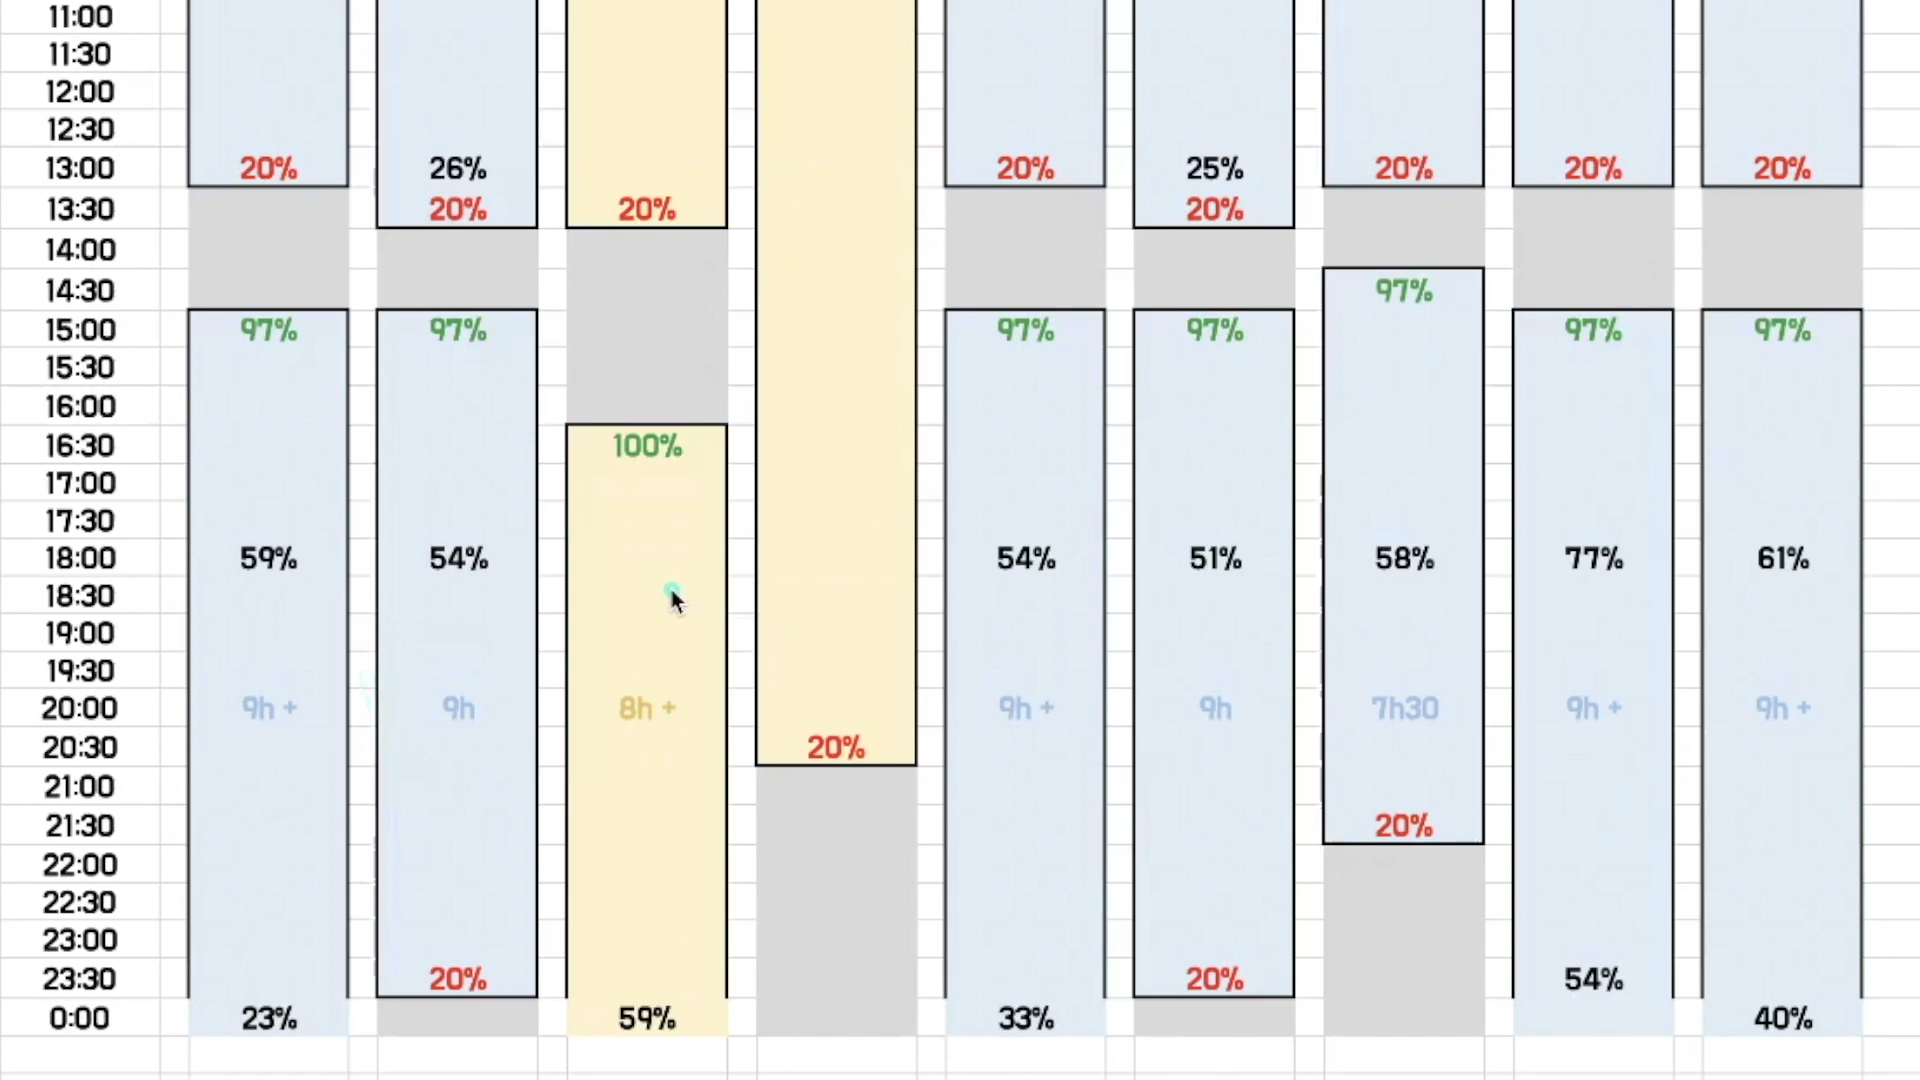 11:00
11:30
12:00
12:30
13:00 20% 26% 20% 25% 20% 20% 20%
13:30 20% 20% 20%
14:00
14:30 97%
15:00 97% 97% 97% 97% 97% 97%
15:30
16:00
16:30 100%
17:00
17:30
18:00 59% 54% 54% 51% 58% 77% 61%
18:30
19:00
19:30
20:00 9h + 9h 8h + 9h + 9h 7h30 9h + 9h +
20:30 20%
21:00
21:30 20%
22:00
22:30
23:00
23:30 20% 20% 54%
0:00 23% 59% 33% 40%